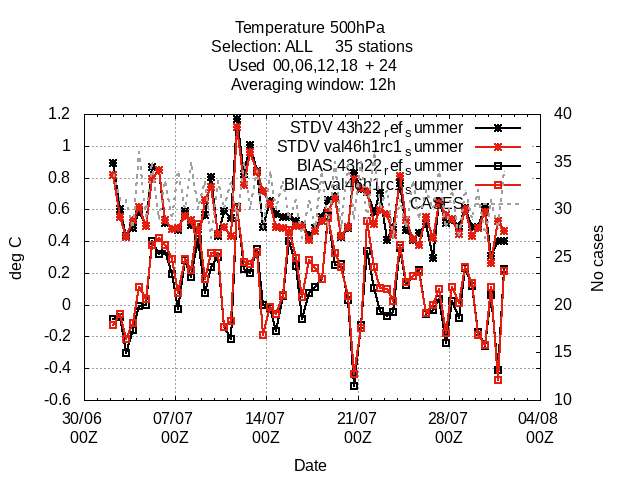 Temperature 500hPa
Selection: ALL 35 stations
Used 00,06,12,18 + 24
Averaging window: 12h
STDV 43h22_ref_summer
STDV val46h1rc1_summer
BIAS 43h22_ref_summer
BIAS val46h1rc1_summer
CASES
1.2
1
0.8
0.6
0.4
0.2
0
-0.2
-0.4
-0.6
deg C
40
35
30
25
20
15
10
No cases
30/06 07/07 14/07 21/07 28/07 04/08
00Z 00Z 00Z 00Z 00Z 00Z
Date